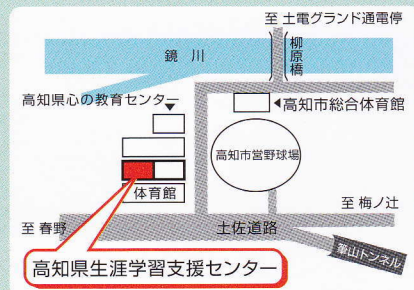 至 土電グランド通電停
鏡 川
柳原橋
高知県心の教育センター
高知市総合体育館
高知市営野球場
体育館
至 梅ノ辻
至 春野
土佐道路
筆山トンネル
高知県生涯学習支援センター